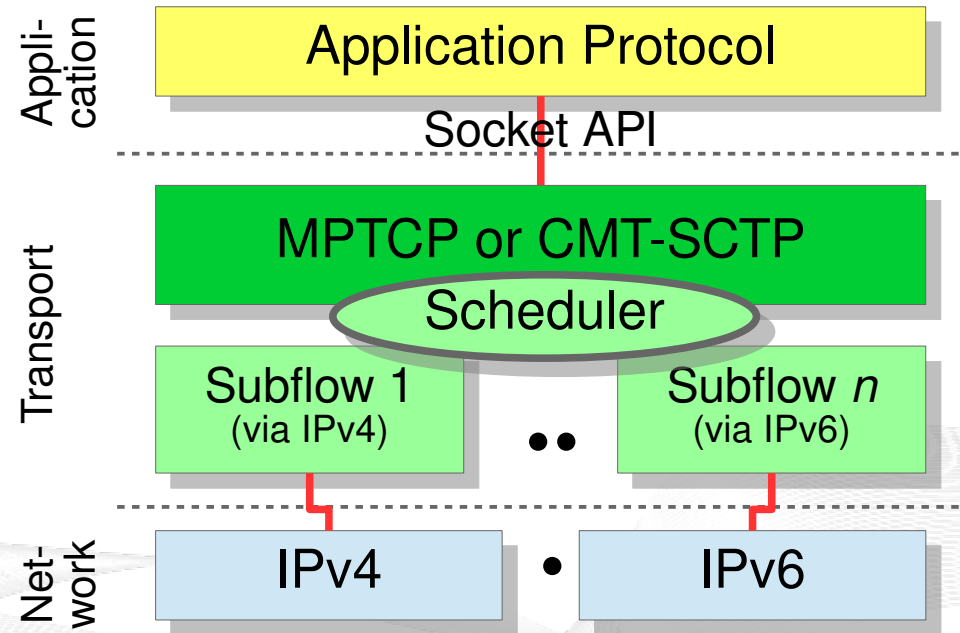 Appli-
cation
Application Protocol
Socket API
Transport
MPTCP or CMT-SCTP
Scheduler
Subflow 1
(via IPv4)
Subflow n
(via IPv6)
Net-
work
IPv4
IPv6